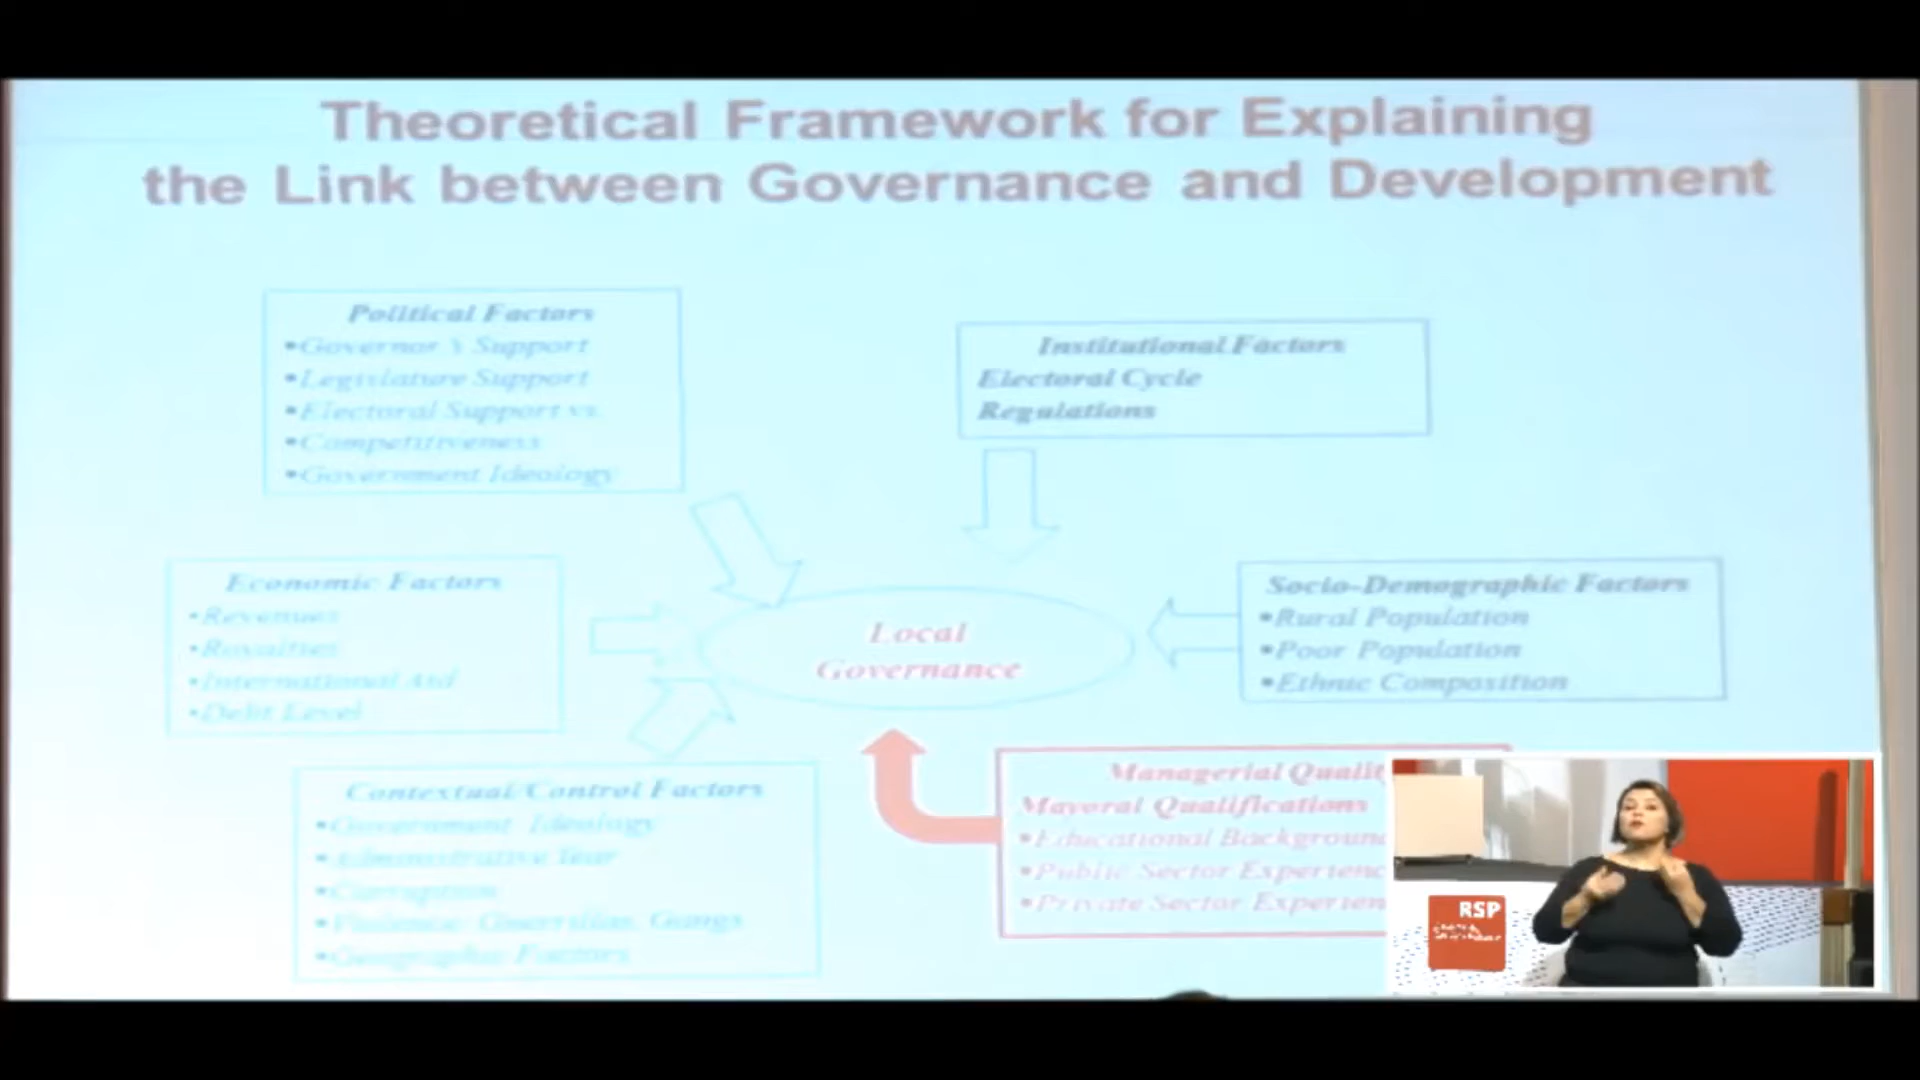 Theoretical Framework for Explaining
the Link between Governance and Development
Political Factors
•Governor's Support
•Legislature Support
•Electoral Support vs.
•Competitiveness
•Government Ideology
Institutional Factors
Electoral Cycle
Regulations
Economic Factors
•Revenues
•Royalties
•International Aid
•Debt Level
Local
Governance
Socio-Demographic Factors
•Rural Population
•Poor Population
•Ethnic Composition
Contextual/Control Factors
•Government Ideology
•Administrative Year
•Corruption
•Violence: Guerrillas, Gangs
•Geographic Factors
Managerial Qualit
Mayoral Qualifications
•Educational Background
•Public Sector Experienc
•Private Sector Experien
RSP